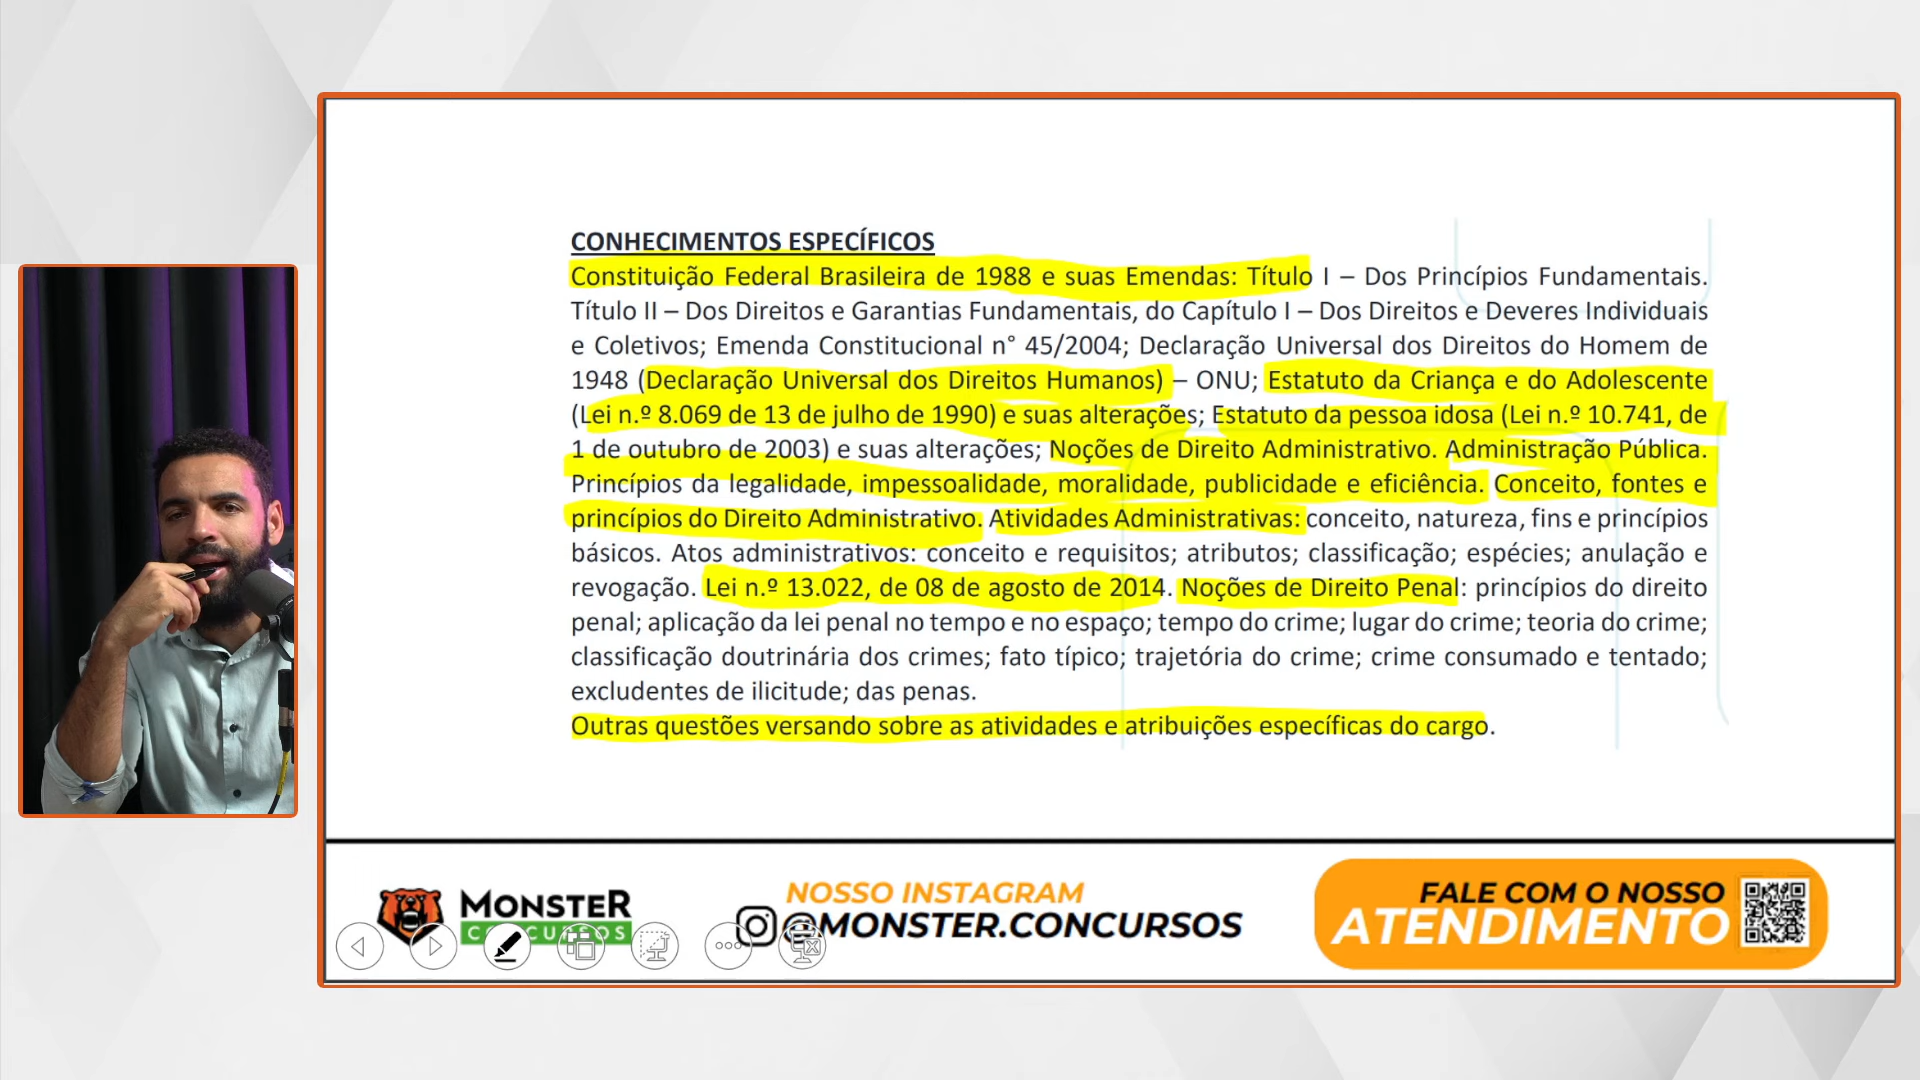 CONHECIMENTOS ESPECÍFICOS
Constituição Federal Brasileira de 1988 e suas Emendas: Título I – Dos Princípios Fundamentais.
Título II – Dos Direitos e Garantias Fundamentais, do Capítulo I – Dos Direitos e Deveres Individuais
e Coletivos; Emenda Constitucional n° 45/2004; Declaração Universal dos Direitos do Homem de
1948 (Declaração Universal dos Direitos Humanos) – ONU; Estatuto da Criança e do Adolescente
(Lei n.º 8.069 de 13 de julho de 1990) e suas alterações; Estatuto da pessoa idosa (Lei n.º 10.741, de
1 de outubro de 2003) e suas alterações; Noções de Direito Administrativo. Administração Pública.
Princípios da legalidade, impessoalidade, moralidade, publicidade e eficiência. Conceito, fontes e
princípios do Direito Administrativo. Atividades Administrativas: conceito, natureza, fins e princípios
básicos. Atos administrativos: conceito e requisitos; atributos; classificação; espécies; anulação e
revogação. Lei n.º 13.022, de 08 de agosto de 2014. Noções de Direito Penal: princípios do direito
penal; aplicação da lei penal no tempo e no espaço; tempo do crime; lugar do crime; teoria do crime;
classificação doutrinária dos crimes; fato típico; trajetória do crime; crime consumado e tentado;
excludentes de ilicitude; das penas.
Outras questões versando sobre as atividades e atribuições específicas do cargo.
MONSTER
CONCURSOS
NOSSO INSTAGRAM
@MONSTER.CONCURSOS
FALE COM O NOSSO
ATENDIMENTO